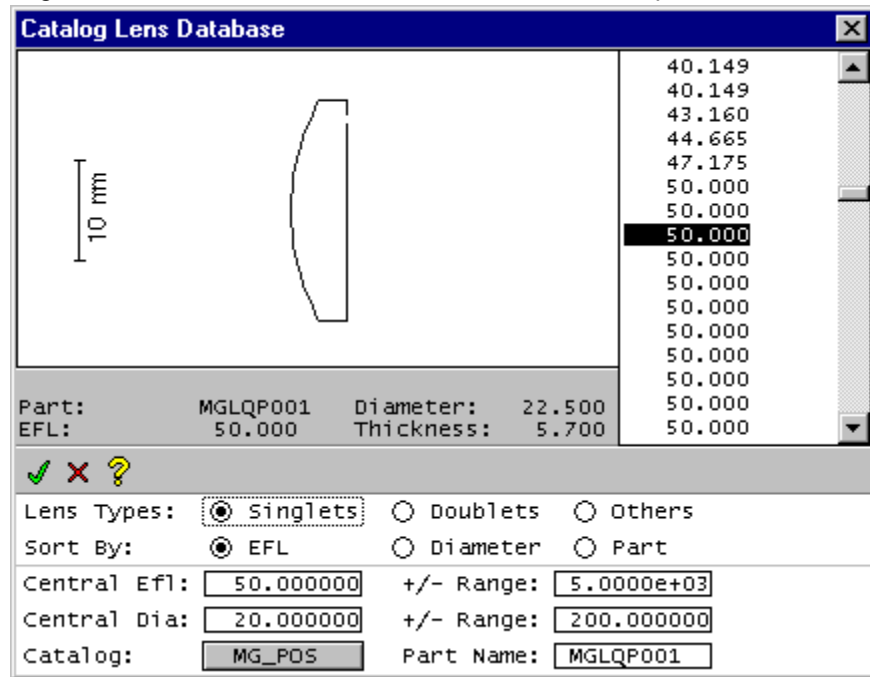 Catalog Lens Database
10 mm
40.149
40.149
43.160
44.665
47.175
50.000
50.000
50.000
50.000
50.000
50.000
50.000
50.000
50.000
50.000
50.000
Part: MGLQP001 Diameter: 22.500
EFL: 50.000 Thickness: 5.700
Lens Types: Singlets Doublets Others
Sort By: EFL Diameter Part
Central Efl: 50.000000 +/- Range: 5.0000e+03
Central Dia: 20.000000 +/- Range: 200.000000
Catalog: MG_POS Part Name: MGLQP001